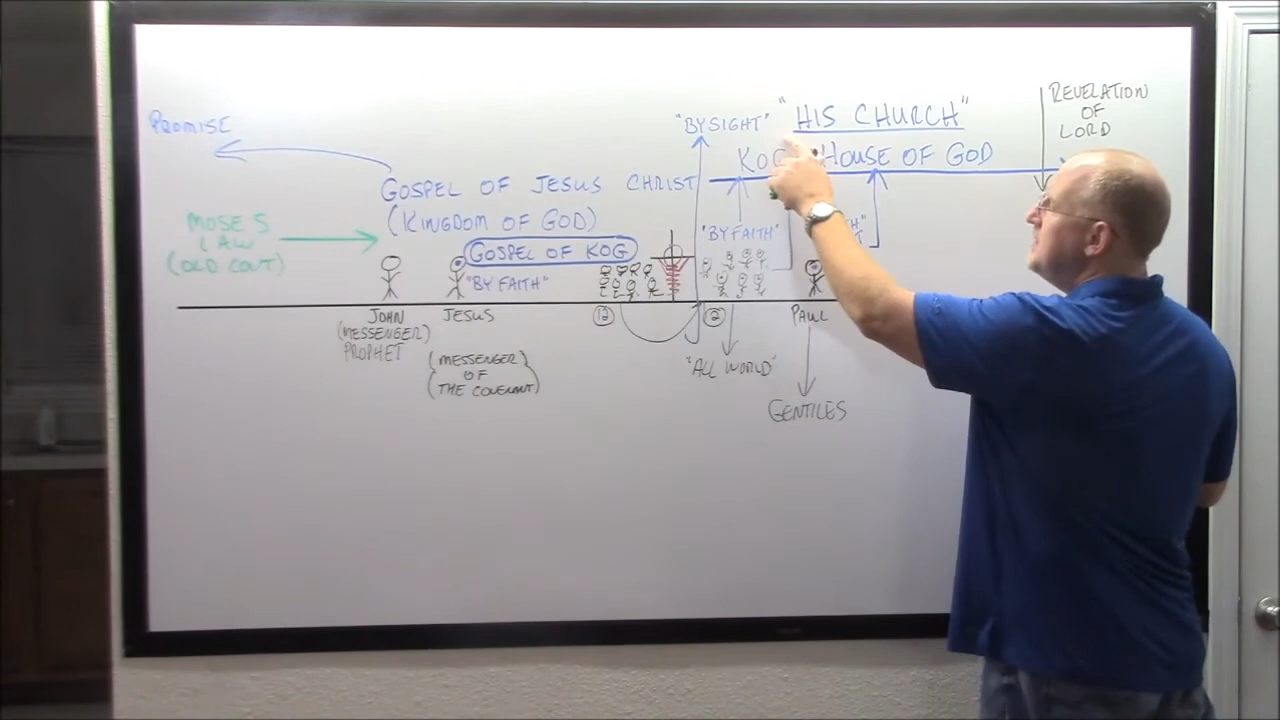 PROMISE
GOSPEL OF JESUS CHRIST
(KINGDOM OF GOD)
GOSPEL OF KOG
"BY FAITH"
MOSES
LAW
(OLD COVT)
JOHN
(MESSENGER)
PROPHET
JESUS
(MESSENGER)
OF
(THE COVENANT)
12
12
"BY SIGHT"
"HIS CHURCH"
HOUSE OF GOD
"BY FAITH"
"ALL WORLD"
PAUL
GENTILES
REVELATION
OF
LORD